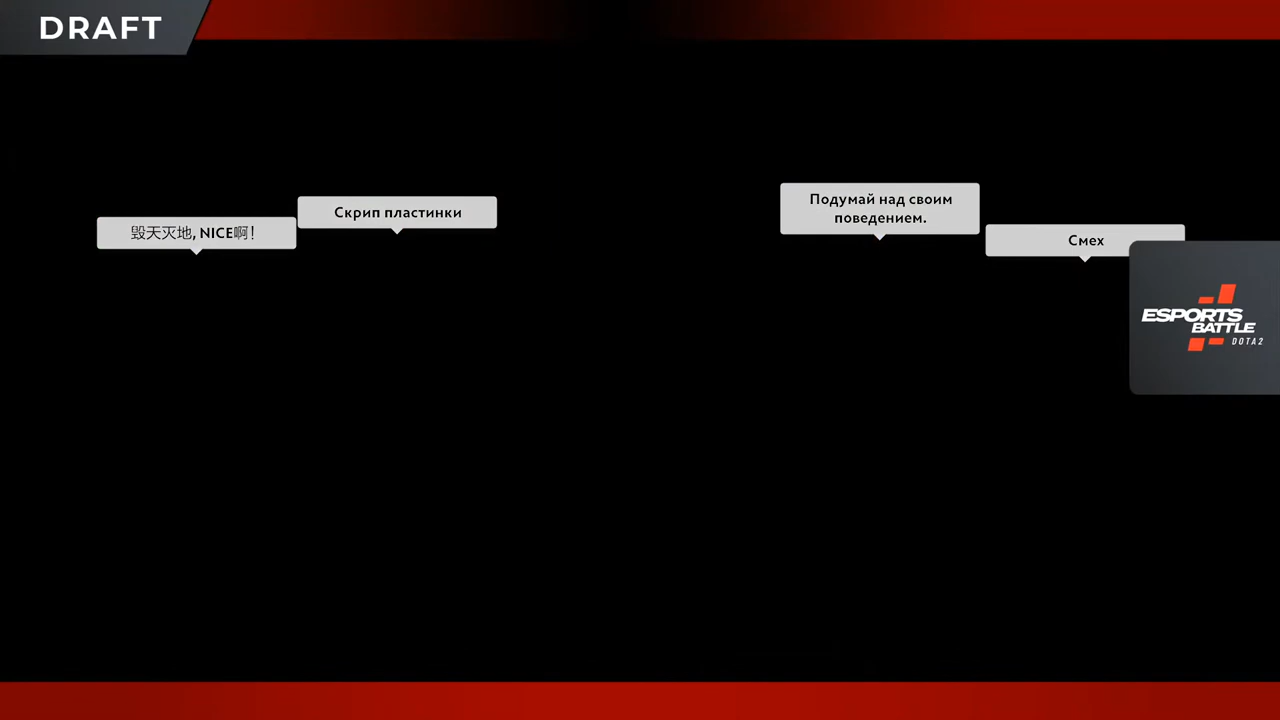 DRAFT
毁天灭地, NICE啊!
Скрип пластинки
Подумай над своим
поведением.
Смех
ESPORTS
BATTLE
DOTA2